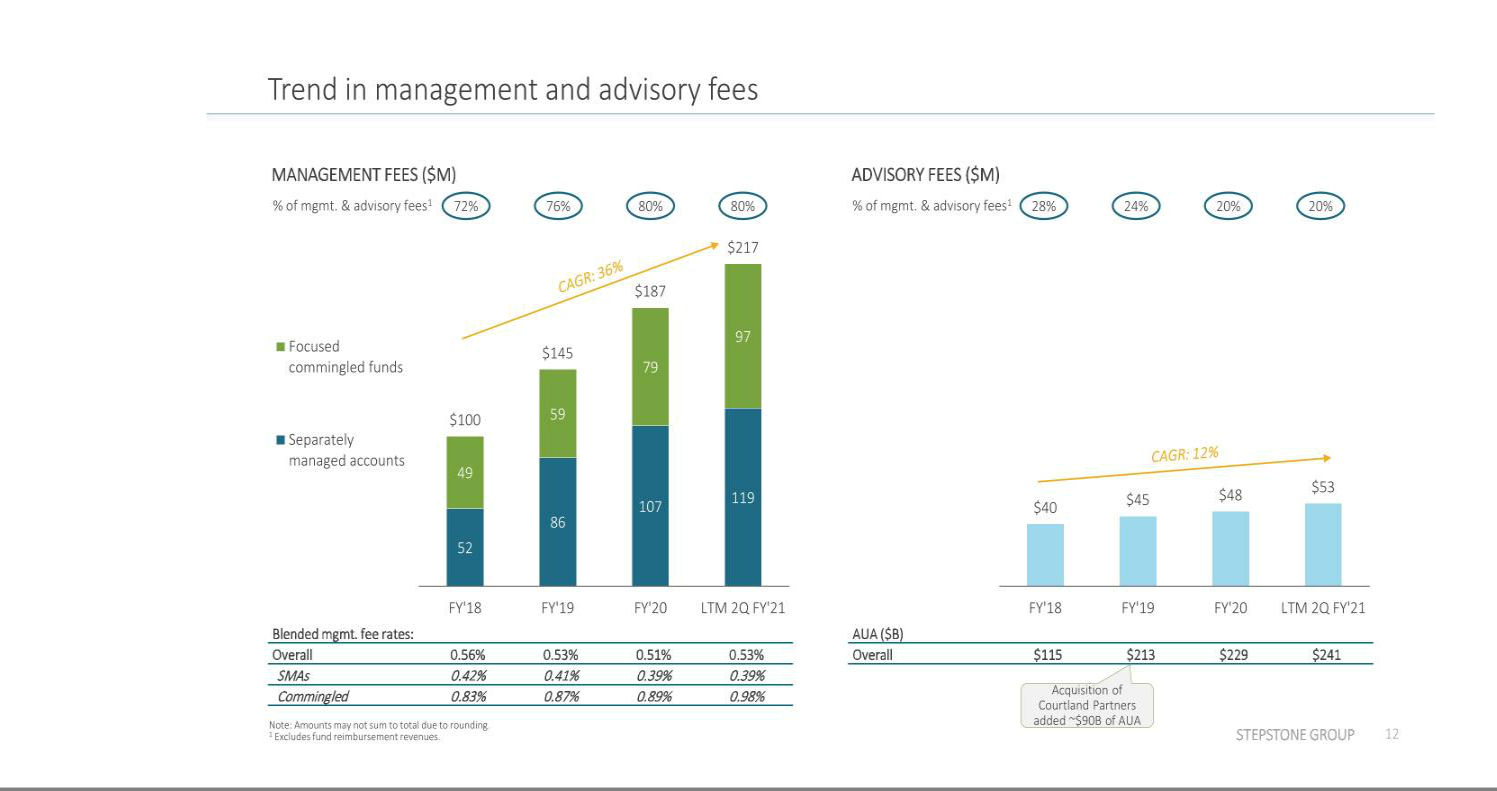 Trend in management and advisory fees
MANAGEMENT FEES ($M)
% of mgmt. & advisory fees¹ 72% 76% 80% 80%
CAGR: 36%
$217
$187
$145
$100
Focused
commingled funds
Separately
managed accounts
49 59 79 97
52 86 107 119
FY'18 FY'19 FY'20 LTM 2Q FY'21
Blended mgmt. fee rates:
Overall 0.56% 0.53% 0.51% 0.53%
SMAs 0.42% 0.41% 0.39% 0.39%
Commingled 0.83% 0.87% 0.89% 0.98%
Note: Amounts may not sum to total due to rounding.
¹ Excludes fund reimbursement revenues.
ADVISORY FEES ($M)
% of mgmt. & advisory fees¹ 28% 24% 20% 20%
CAGR: 12%
$40 $45 $48 $53
FY'18 FY'19 FY'20 LTM 2Q FY'21
AUA ($B)
Overall $115 $213 $229 $241
Acquisition of
Courtland Partners
added ~$90B of AUA
STEPSTONE GROUP 12